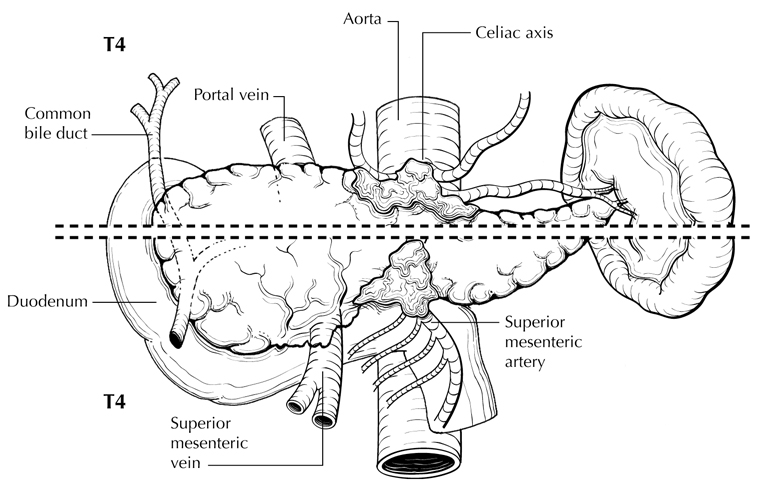 T4
Aorta
Celiac axis
Portal vein
Common
bile duct
Duodenum
Superior
mesenteric
artery
T4
Superior
mesenteric
vein